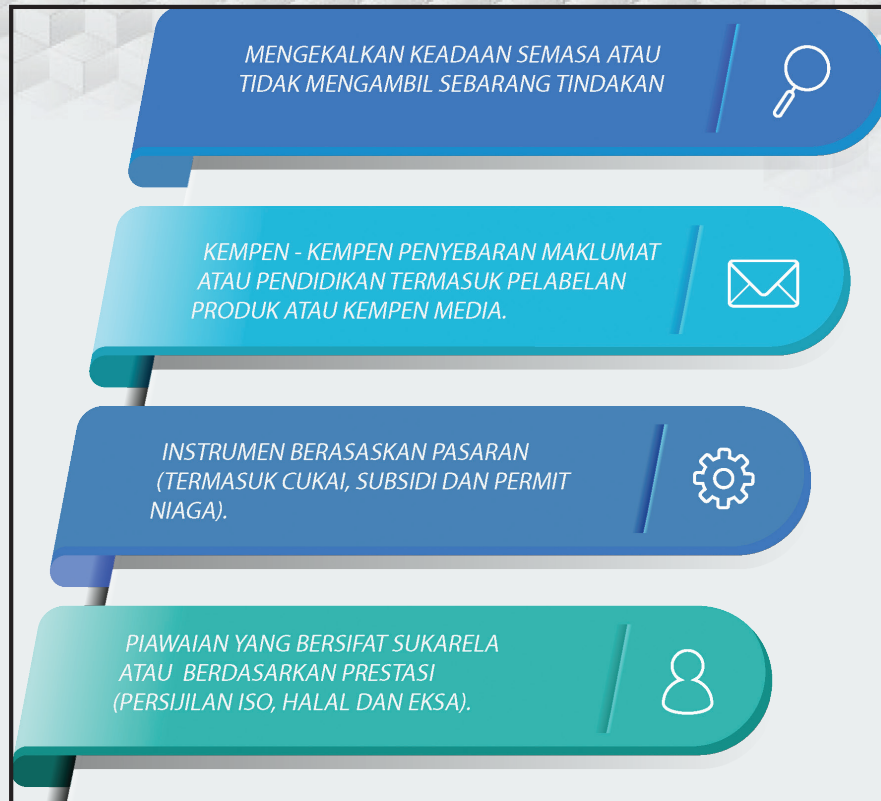 MENGEKALKAN KEADAAN SEMASA ATAU
TIDAK MENGAMBIL SEBARANG TINDAKAN
KEMPEN - KEMPEN PENYEBARAN MAKLUMAT
ATAU PENDIDIKAN TERMASUK PELABELAN
PRODUK ATAU KEMPEN MEDIA.
INSTRUMEN BERASASKAN PASARAN
(TERMASUK CUKAI, SUBSIDI DAN PERMIT
NIAGA).
PIAWAIAN YANG BERSIFAT SUKARELA
ATAU BERDASARKAN PRESTASI
(PERSIJILAN ISO, HALAL DAN EKSA).